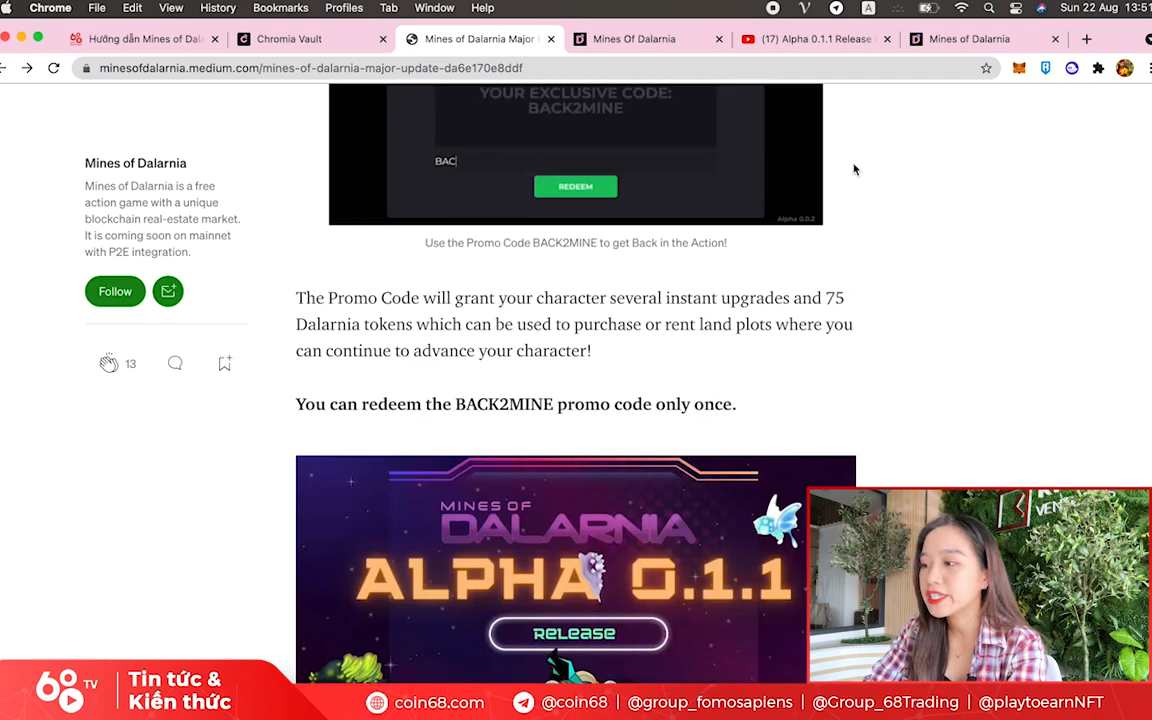 Chrome File Edit View History Bookmarks Profiles Tab Window Help
A
Sun 22 Aug 13:51
Hướng dẫn Mines of Dal
Chromia Vault
Mines of Dalarnia Major
Mines Of Dalarnia
(17) Alpha 0.1.1 Release
Mines of Dalarnia
minesofdalarnia.medium.com/mines-of-dalarnia-major-update-da6e170e8ddf
YOUR EXCLUSIVE CODE:
BACK2MINE
BAC
REDEEM
Alpha 0.0.2
Use the Promo Code BACK2MINE to get Back in the Action!
Mines of Dalarnia
Mines of Dalarnia is a free
action game with a unique
blockchain real-estate market.
It is coming soon on mainnet
with P2E integration.
Follow
13
The Promo Code will grant your character several instant upgrades and 75
Dalarnia tokens which can be used to purchase or rent land plots where you
can continue to advance your character!
You can redeem the BACK2MINE promo code only once.
MINES OF
DALARNIA
ALPHA 0.1.1
RELEASE
VEN
68 TV
Tin tức &
Kiến thức
coin68.com
@coin68 | @group_fomosapiens | @Group_68Trading | @playtoearnNFT